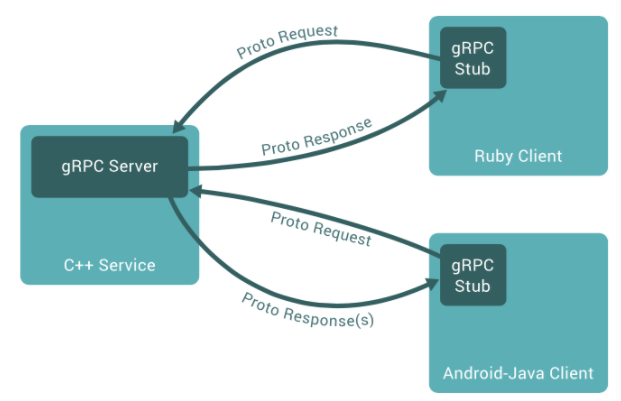 Proto Request
gRPC
Stub
Proto Response
Ruby Client
gRPC Server
C++ Service
Proto Request
gRPC
Stub
Proto Response(s)
Android-Java Client